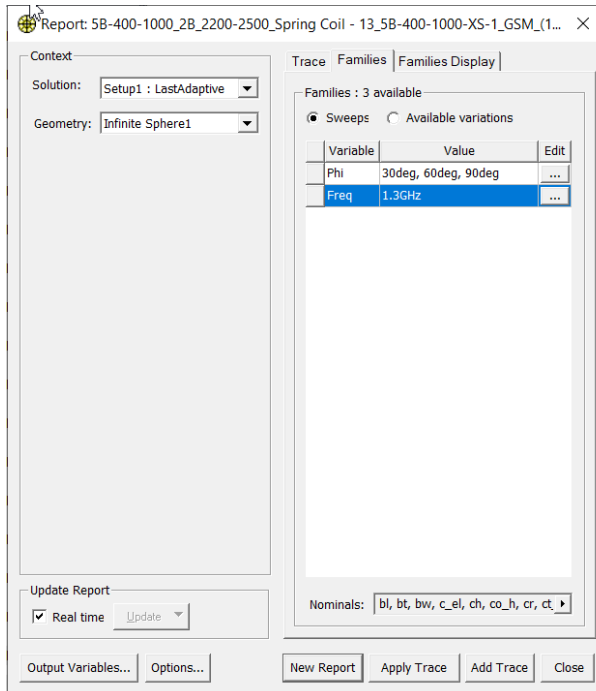 Report: 5B-400-1000_2B_2200-2500_Spring Coil - 13_5B-400-1000-XS-1_GSM_(1...
Context
Solution: Setup1 : LastAdaptive
Geometry: Infinite Sphere1
Trace Families Families Display
Families : 3 available
Sweeps Available variations
Variable Value Edit
Phi 30deg, 60deg, 90deg ...
Freq 1.3GHz ...
Nominals: bl, bt, bw, c_el, ch, co_h, cr, ct_
Update Report
Real time Update
Output Variables... Options... New Report Apply Trace Add Trace Close